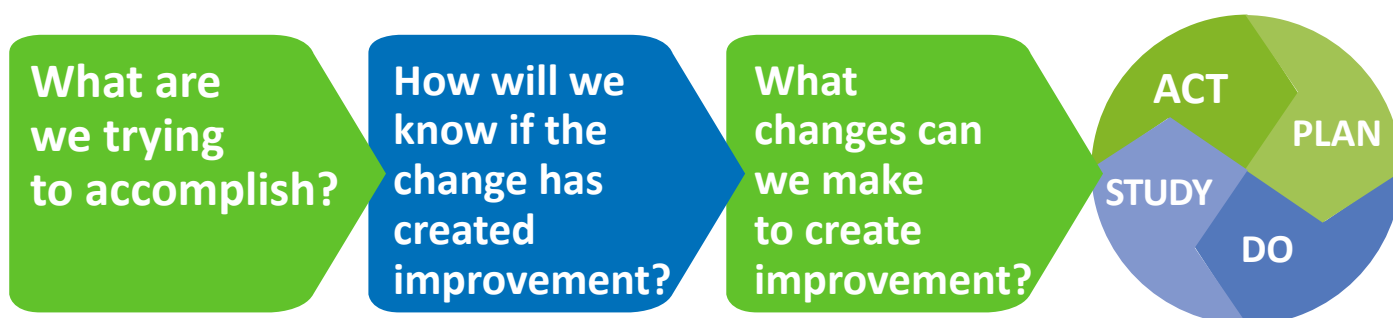 What are
we trying
to accomplish?
How will we
know if the
change has
created
improvement?
What
changes can
we make
to create
improvement?
ACT
PLAN
STUDY
DO